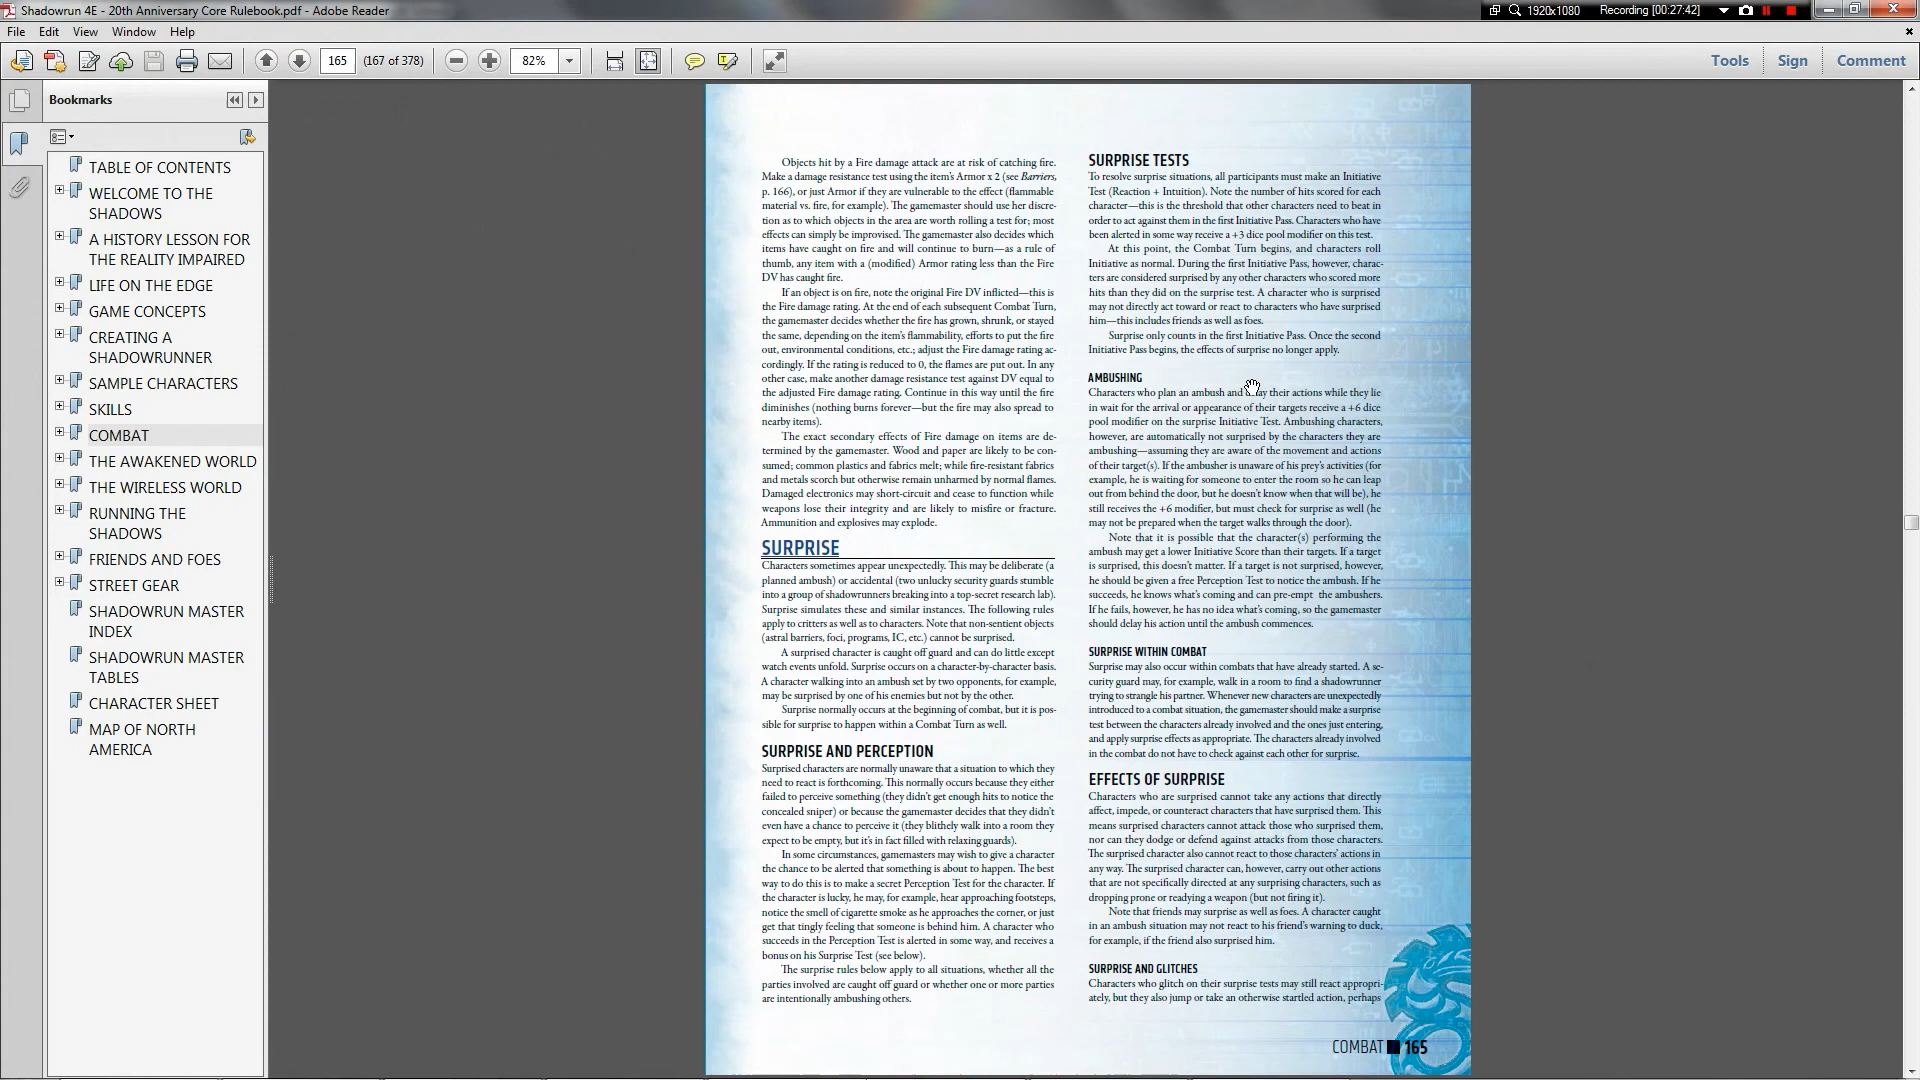 Shadowrun 4E - 20th Anniversary Core Rulebook.pdf - Adobe Reader
1920x1080
Recording [00:27:42]
File Edit View Window Help
165
(167 of 378)
82%
Tools
Sign
Comment
Bookmarks
TABLE OF CONTENTS
WELCOME TO THE
SHADOWS
A HISTORY LESSON FOR
THE REALITY IMPAIRED
LIFE ON THE EDGE
GAME CONCEPTS
CREATING A
SHADOWRUNNER
SAMPLE CHARACTERS
SKILLS
COMBAT
THE AWAKENED WORLD
THE WIRELESS WORLD
RUNNING THE
SHADOWS
FRIENDS AND FOES
STREET GEAR
SHADOWRUN MASTER
INDEX
SHADOWRUN MASTER
TABLES
CHARACTER SHEET
MAP OF NORTH
AMERICA
Objects hit by a Fire damage attack are at risk of catching fire.
Make a damage resistance test using the item's Armor x 2 (see Barriers,
p. 166), or just Armor if they are vulnerable to the effect (flammable
material vs. fire, for example). The gamemaster should use her discre-
tion as to which objects in the area are worth rolling a test for; most
effects can simply be improvised. The gamemaster also decides which
items have caught on fire and will continue to burn—as a rule of
thumb, any item with a (modified) Armor rating less than the Fire
DV has caught fire.
If an object is on fire, note the original Fire DV inflicted—this is
the Fire damage rating. At the end of each subsequent Combat Turn,
the gamemaster decides whether the fire has grown, shrunk, or stayed
the same, depending on the item's flammability, efforts to put the fire
out, environmental conditions, etc.; adjust the Fire damage rating ac-
cordingly. If the rating is reduced to 0, the flames are put out. In any
other case, make another damage resistance test against DV equal to
the adjusted Fire damage rating. Continue in this way until the fire
diminishes (nothing burns forever—but the fire may also spread to
nearby items).
The exact secondary effects of Fire damage on items are de-
termined by the gamemaster. Wood and paper are likely to be con-
sumed; common plastics and fabrics melt; while fire-resistant fabrics
and metals scorch but otherwise remain unharmed by normal flames.
Damaged electronics may short-circuit and cease to function while
weapons lose their integrity and are likely to misfire or fracture.
Ammunition and explosives may explode.
SURPRISE
Characters sometimes appear unexpectedly. This may be deliberate (a
planned ambush) or accidental (two unlucky security guards stumble
into a group of shadowrunners breaking into a top-secret research lab).
Surprise simulates these and similar instances. The following rules
apply to critters as well as to characters. Note that non-sentient objects
(astral barriers, foci, programs, IC, etc.) cannot be surprised.
A surprised character is caught off guard and can do little except
watch events unfold. Surprise occurs on a character-by-character basis.
A character walking into an ambush set by two opponents, for example,
may be surprised by one of his enemies but not by the other.
Surprise normally occurs at the beginning of combat, but it is pos-
sible for surprise to happen within a Combat Turn as well.
SURPRISE AND PERCEPTION
Surprised characters are normally unaware that a situation to which they
need to react is forthcoming. This normally occurs because they either
failed to perceive something (they didn't get enough hits to notice the
concealed sniper) or because the gamemaster decides that they didn't
even have a chance to perceive it (they blithely walk into a room they
expect to be empty, but it's in fact filled with relaxing guards).
In some circumstances, gamemasters may wish to give a character
the chance to be alerted that something is about to happen. The best
way to do this is to make a secret Perception Test for the character. If
the character is lucky, he may, for example, hear approaching footsteps,
notice the smell of cigarette smoke as he approaches the corner, or just
get that tingly feeling that someone is behind him. A character who
succeeds in the Perception Test is alerted in some way, and receives a
bonus on his Surprise Test (see below).
The surprise rules below apply to all situations, whether all the
parties involved are caught off guard or whether one or more parties
are intentionally ambushing others.
SURPRISE TESTS
To resolve surprise situations, all participants must make an Initiative
Test (Reaction + Intuition). Note the number of hits scored for each
character—this is the threshold that other characters need to beat in
order to act against them in the first Initiative Pass. Characters who have
been alerted in some way receive a +3 dice pool modifier on this test.
At this point, the Combat Turn begins, and characters roll
Initiative as normal. During the first Initiative Pass, however, charac-
ters are considered surprised by any other characters who scored more
hits than they did on the surprise test. A character who is surprised
may not directly act toward or react to characters who have surprised
him—this includes friends as well as foes.
Surprise only counts in the first Initiative Pass. Once the second
Initiative Pass begins, the effects of surprise no longer apply.
AMBUSHING
Characters who plan an ambush and their actions while they lie
in wait for the arrival or appearance of their targets receive a +6 dice
pool modifier on the surprise Initiative Test. Ambushing characters,
however, are automatically not surprised by the characters they are
ambushing—assuming they are aware of the movement and actions
of their target(s). If the ambusher is unaware of his prey's activities (for
example, he is waiting for someone to enter the room so he can leap
out from behind the door, but he doesn't know when that will be), he
still receives the +6 modifier, but must check for surprise as well (he
may not be prepared when the target walks through the door).
Note that it is possible that the character(s) performing the
ambush may get a lower Initiative Score than their targets. If a target
is surprised, this doesn't matter. If a target is not surprised, however,
he should be given a free Perception Test to notice the ambush. If he
succeeds, he knows what's coming and can pre-empt the ambushers.
If he fails, however, he has no idea what's coming, so the gamemaster
should delay his action until the ambush commences.
SURPRISE WITHIN COMBAT
Surprise may also occur within combats that have already started. A se-
curity guard may, for example, walk in a room to find a shadowrunner
trying to strangle his partner. Whenever new characters are unexpectedly
introduced to a combat situation, the gamemaster should make a surprise
test between the characters already involved and the ones just entering,
and apply surprise effects as appropriate. The characters already involved
in the combat do not have to check against each other for surprise.
EFFECTS OF SURPRISE
Characters who are surprised cannot take any actions that directly
affect, impede, or counteract characters that have surprised them. This
means surprised characters cannot attack those who surprised them,
nor can they dodge or defend against attacks from those characters.
The surprised character also cannot react to those characters' actions in
any way. The surprised character can, however, carry out other actions
that are not specifically directed at any surprising characters, such as
dropping prone or readying a weapon (but not firing it).
Note that friends may surprise as well as foes. A character caught
in an ambush situation may not react to his friend's warning to duck,
for example, if the friend also surprised him.
SURPRISE AND GLITCHES
Characters who glitch on their surprise tests may still react appropri-
ately, but they also jump or take an otherwise startled action, perhaps
COMBAT 165